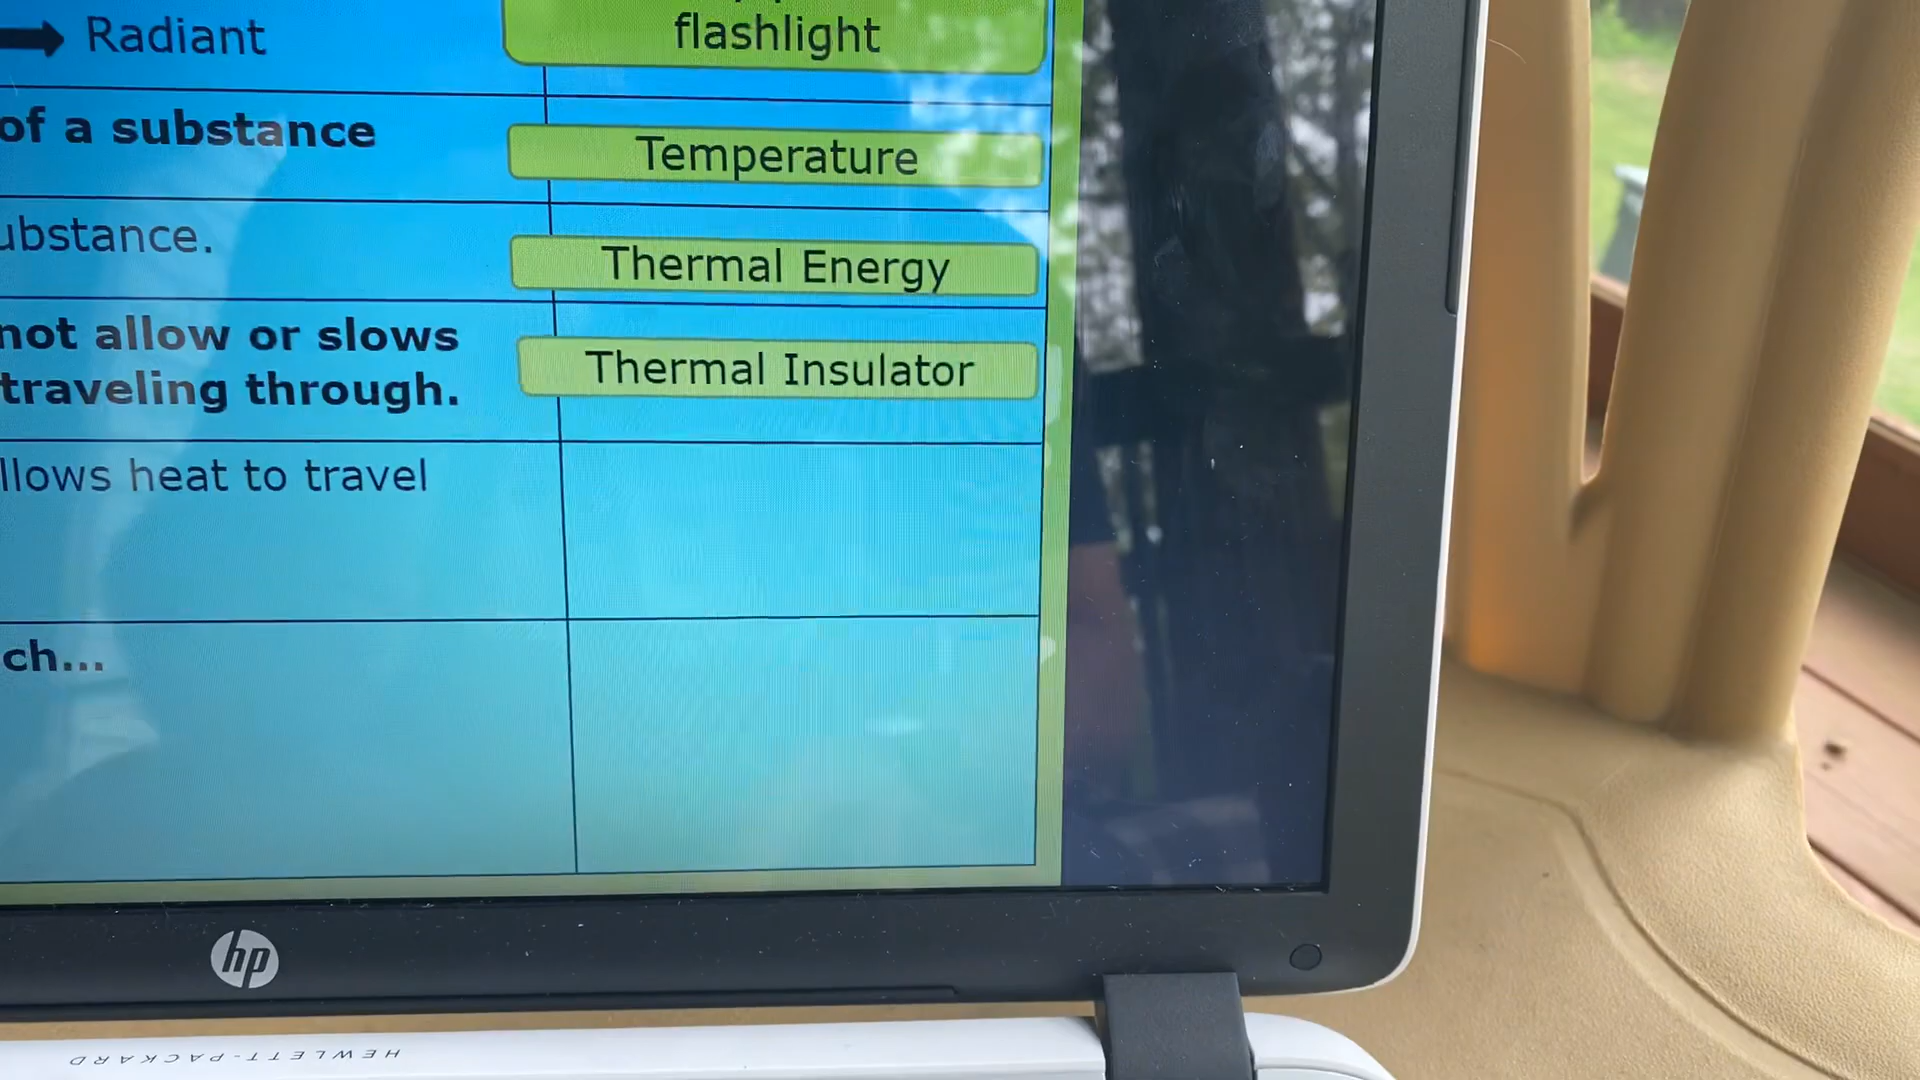 Radiant
flashlight
of a substance
Temperature
ubstance.
Thermal Energy
not allow or slows
traveling through.
Thermal Insulator
llows heat to travel
ch...
hp
HEWLETT-PACKARD